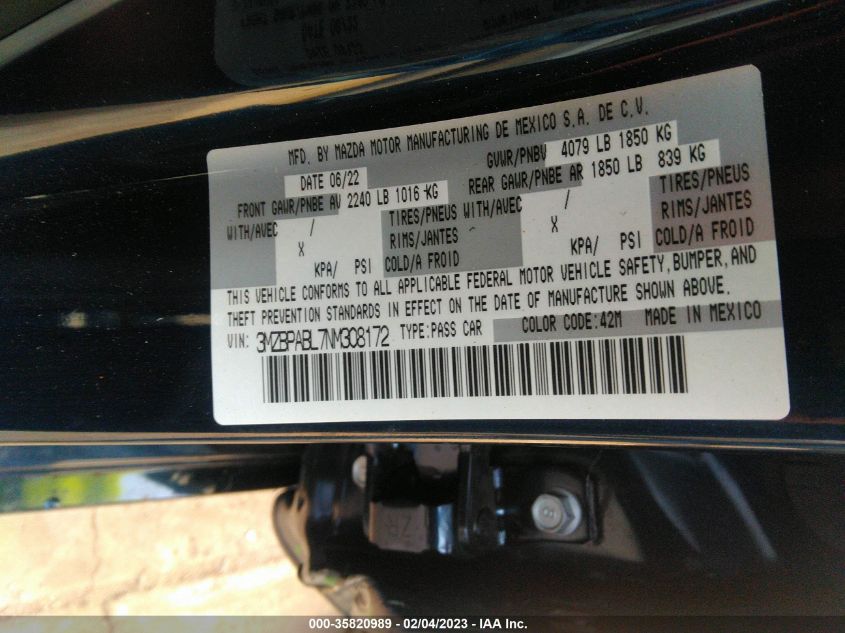 MFD. BY MAZDA MOTOR MANUFACTURING DE MEXICO S.A. DE C.V.
DATE 06/22 GVWR/PNBV 4079 LB 1850 KG
FRONT GAWR/PNBE AV 2240 LB 1016 KG REAR GAWR/PNBE AR 1850 LB 839 KG
WITH/AVEC / TIRES/PNEUS WITH/AVEC / TIRES/PNEUS
X RIMS/JANTES X RIMS/JANTES
KPA/ PSI COLD/A FROID KPA/ PSI COLD/A FROID
THIS VEHICLE CONFORMS TO ALL APPLICABLE FEDERAL MOTOR VEHICLE SAFETY, BUMPER, AND
THEFT PREVENTION STANDARDS IN EFFECT ON THE DATE OF MANUFACTURE SHOWN ABOVE.
VIN: 3MZBPABL7NM308172 TYPE:PASS CAR COLOR CODE:42M MADE IN MEXICO
ZR
000-35820989 - 02/04/2023 - IAA Inc.